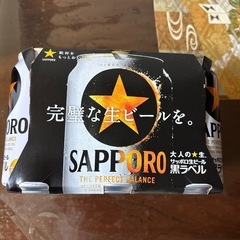 完璧な生ビールを。
SAPPORO
THE PERFECT BALANCE
大人の★生。
サッポロ生ビール
黒ラベル